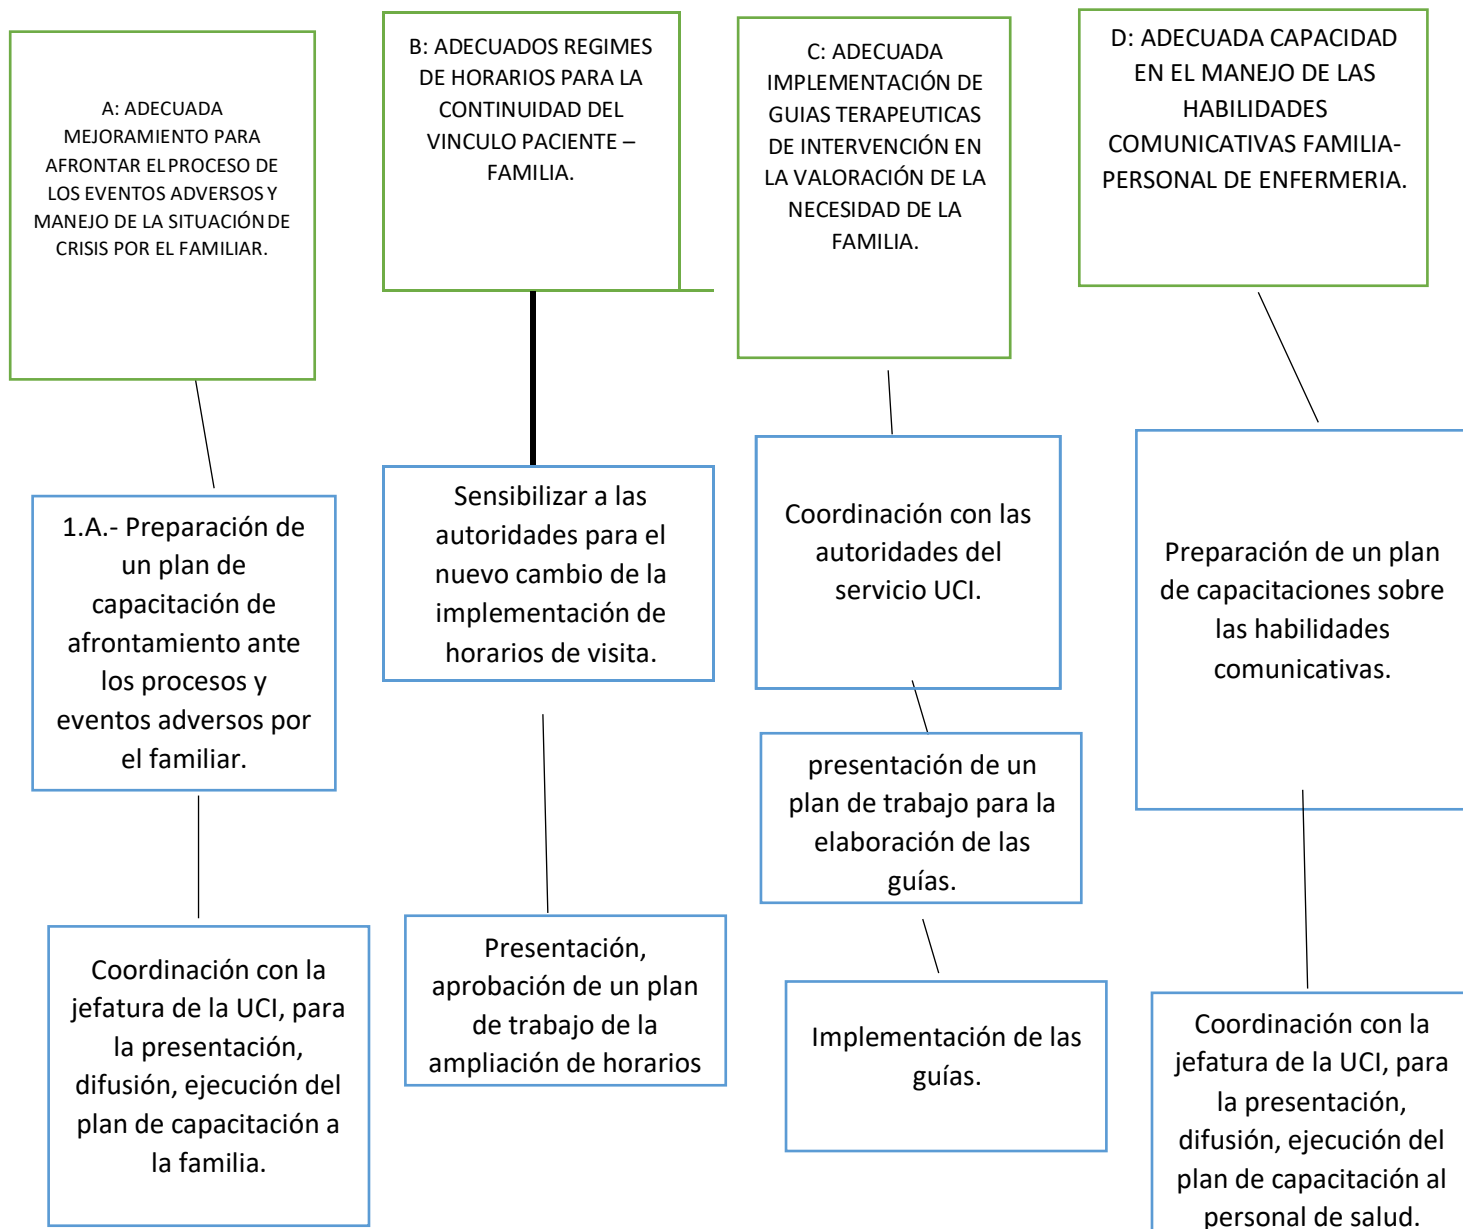 A: ADECUADA
MEJORAMIENTO PARA
AFRONTAR EL PROCESO DE
LOS EVENTOS ADVERSOS Y
MANEJO DE LA SITUACIÓN DE
CRISIS POR EL FAMILIAR.
B: ADECUADOS REGIMES
DE HORARIOS PARA LA
CONTINUIDAD DEL
VINCULO PACIENTE –
FAMILIA.
C: ADECUADA
IMPLEMENTACIÓN DE
GUIAS TERAPEUTICAS
DE INTERVENCIÓN EN
LA VALORACIÓN DE LA
NECESIDAD DE LA
FAMILIA.
D: ADECUADA CAPACIDAD
EN EL MANEJO DE LAS
HABILIDADES
COMUNICATIVAS FAMILIA-
PERSONAL DE ENFERMERIA.
1.A.- Preparación de
un plan de
capacitación de
afrontamiento ante
los procesos y
eventos adversos por
el familiar.
Sensibilizar a las
autoridades para el
nuevo cambio de la
implementación de
horarios de visita.
Coordinación con las
autoridades del
servicio UCI.
Preparación de un plan
de capacitaciones sobre
las habilidades
comunicativas.
presentación de un
plan de trabajo para la
elaboración de las
guías.
Coordinación con la
jefatura de la UCI, para
la presentación,
difusión, ejecución del
plan de capacitación a
la familia.
Presentación,
aprobación de un plan
de trabajo de la
ampliación de horarios
Implementación de las
guías.
Coordinación con la
jefatura de la UCI, para
la presentación,
difusión, ejecución del
plan de capacitación al
personal de salud.